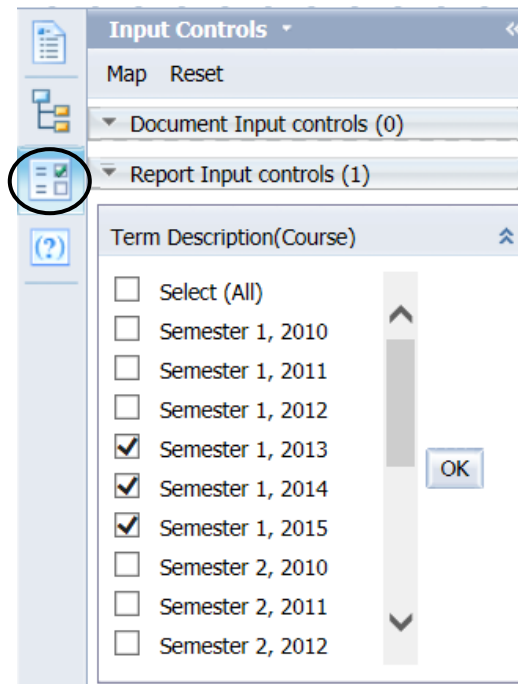 Input Controls
Map Reset
Document Input controls (0)
Report Input controls (1)
(?)
Term Description(Course)
Select (All)
Semester 1, 2010
Semester 1, 2011
Semester 1, 2012
Semester 1, 2013
OK
Semester 1, 2014
Semester 1, 2015
Semester 2, 2010
Semester 2, 2011
Semester 2, 2012